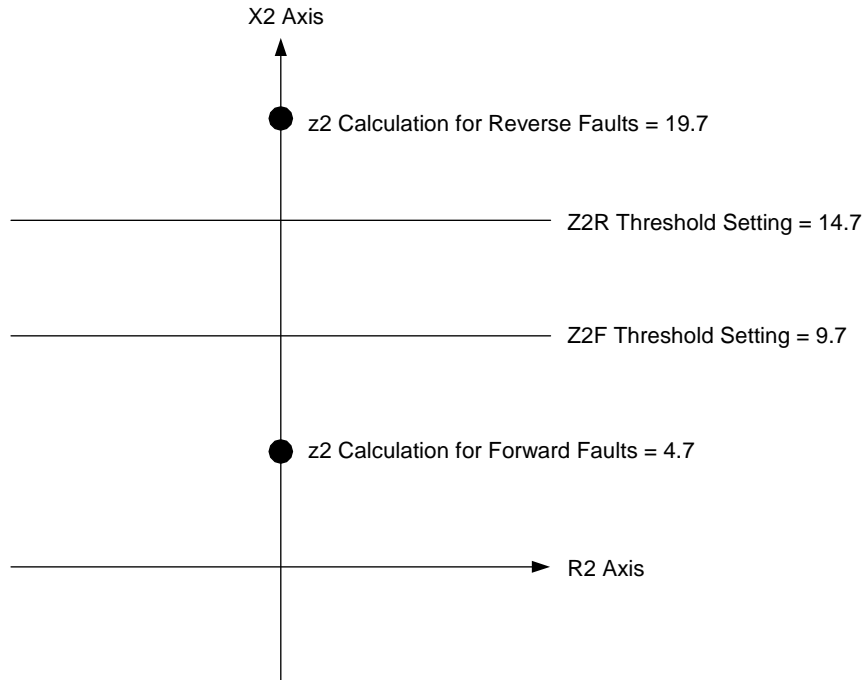 X2 Axis
z2 Calculation for Reverse Faults = 19.7
Z2R Threshold Setting = 14.7
Z2F Threshold Setting = 9.7
z2 Calculation for Forward Faults = 4.7
R2 Axis